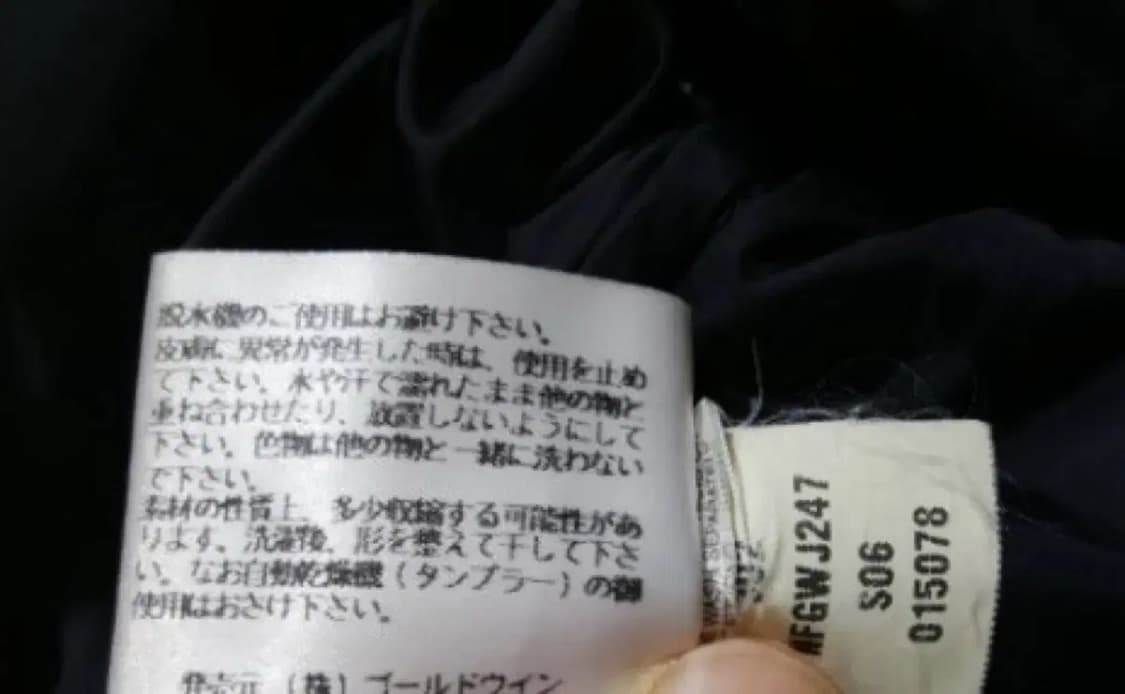 脱水機のご使用はお避け下さい。
皮膚に異常が発生した時は、使用を止め
て下さい。水や汗で濡れたまま他の物と
重ね合わせたり、放置しないようにして
下さい。色物は他の物と一緒に洗わない
で下さい。
素材の性質上、多少収縮する可能性があ
ります。洗濯後、形を整えて干して下さ
い。なお自動乾燥機(タンブラー)の御
使用はおさけ下さい。
発売元 (株)ゴールドウイン
WASH SEPARATELY
MFGWJ247
S06
015078